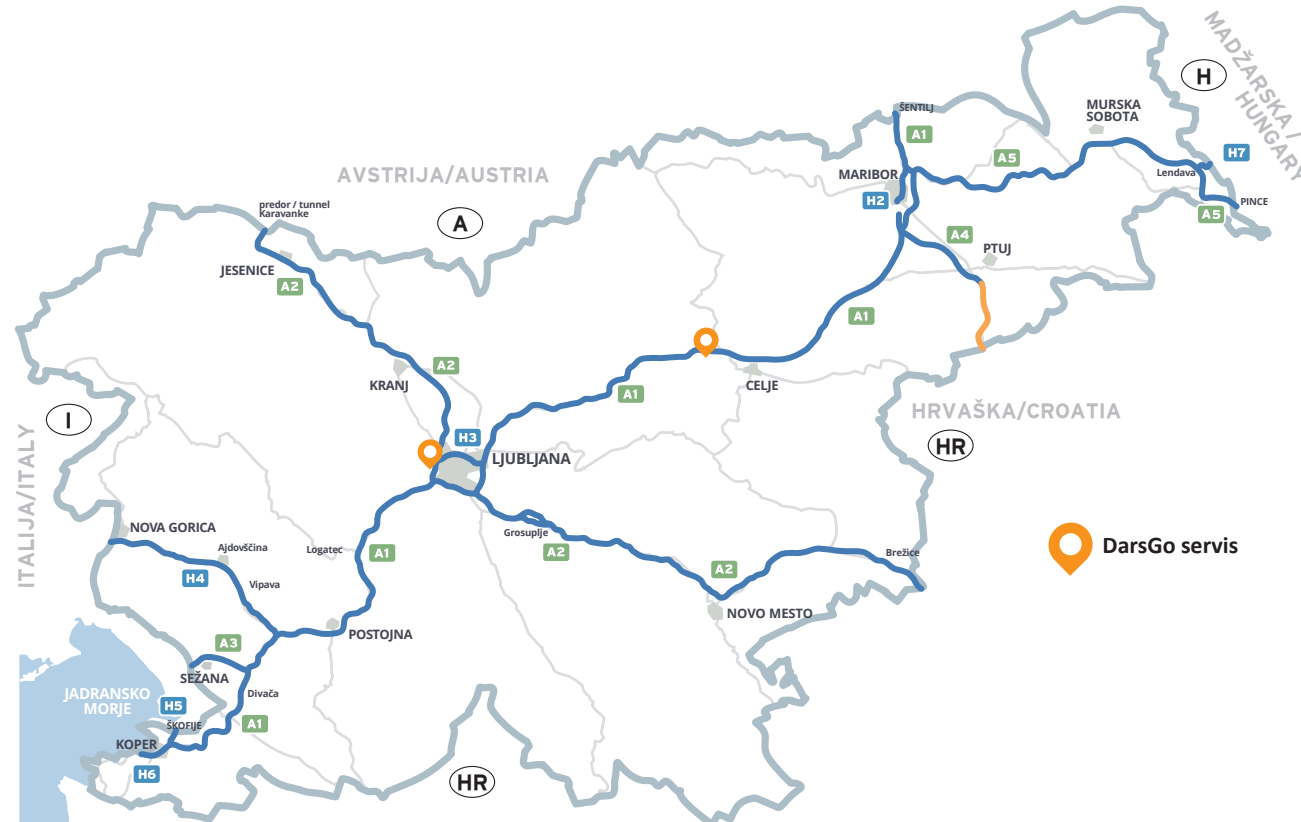 MADŽARSKA /
HUNGARY
H
ŠENTILJ
A1
MURSKA
SOBOTA
A5
H7
Lendava
PINCE
A5
AVSTRIJA/AUSTRIA
A
MARIBOR
H2
A4
PTUJ
predor / tunnel
Karavanke
JESENICE
A2
A1
KRANJ
A2
A1
CELJE
HRVAŠKA/CROATIA
HR
I
ITALIJA/ITALY
H3
LJUBLJANA
NOVA GORICA
Ajdovščina
H4
Vipava
Logatec
A1
Grosuplje
A2
A2
Brežice
NOVO MESTO
DarsGo servis
POSTOJNA
A3
SEŽANA
Divača
JADRANSKO
MORJE
H5
ŠKOFIJE
A1
KOPER
H6
HR